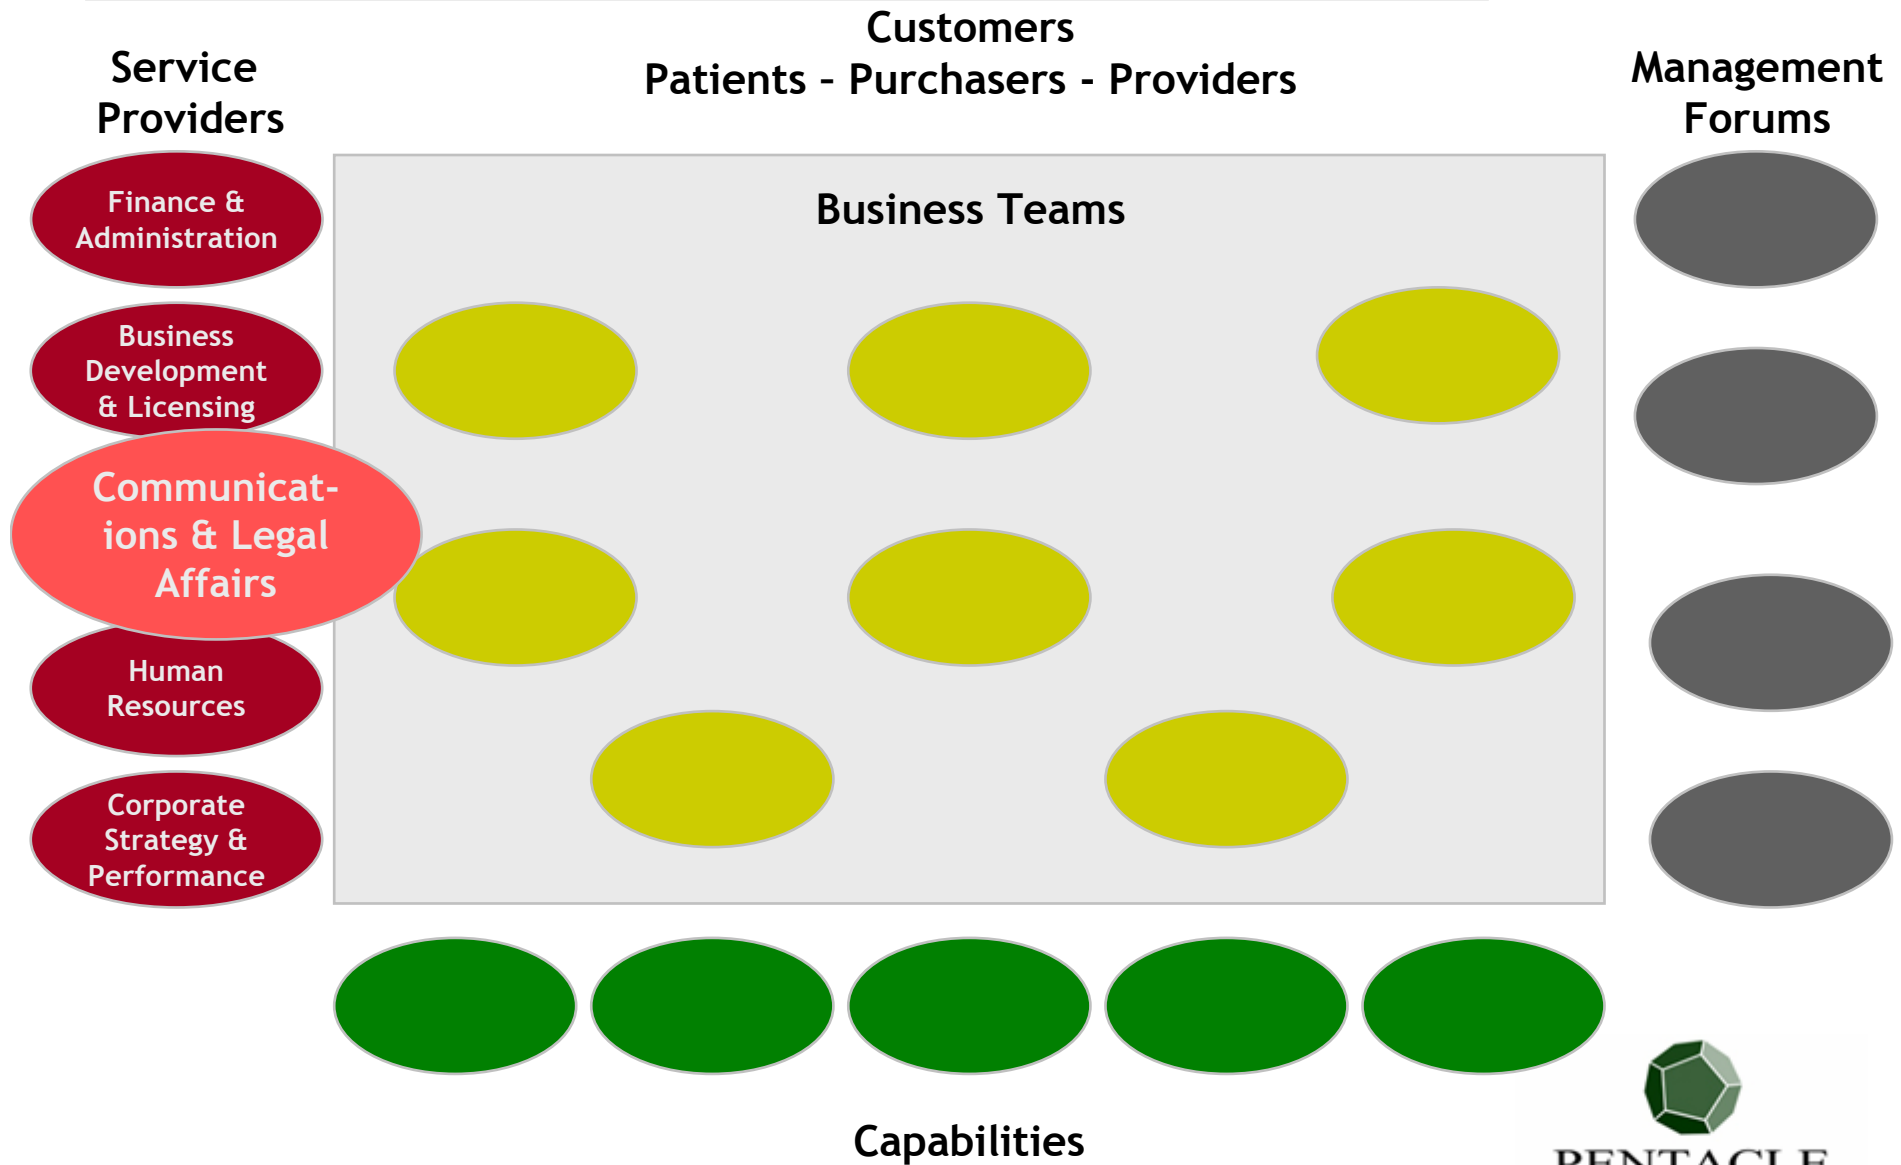 Customers
Patients – Purchasers - Providers
Service
Providers
Management
Forums
Finance &
Administration
Business
Development
& Licensing
Communicat-
ions & Legal
Affairs
Human
Resources
Corporate
Strategy &
Performance
Business Teams
Capabilities
PENTACLE